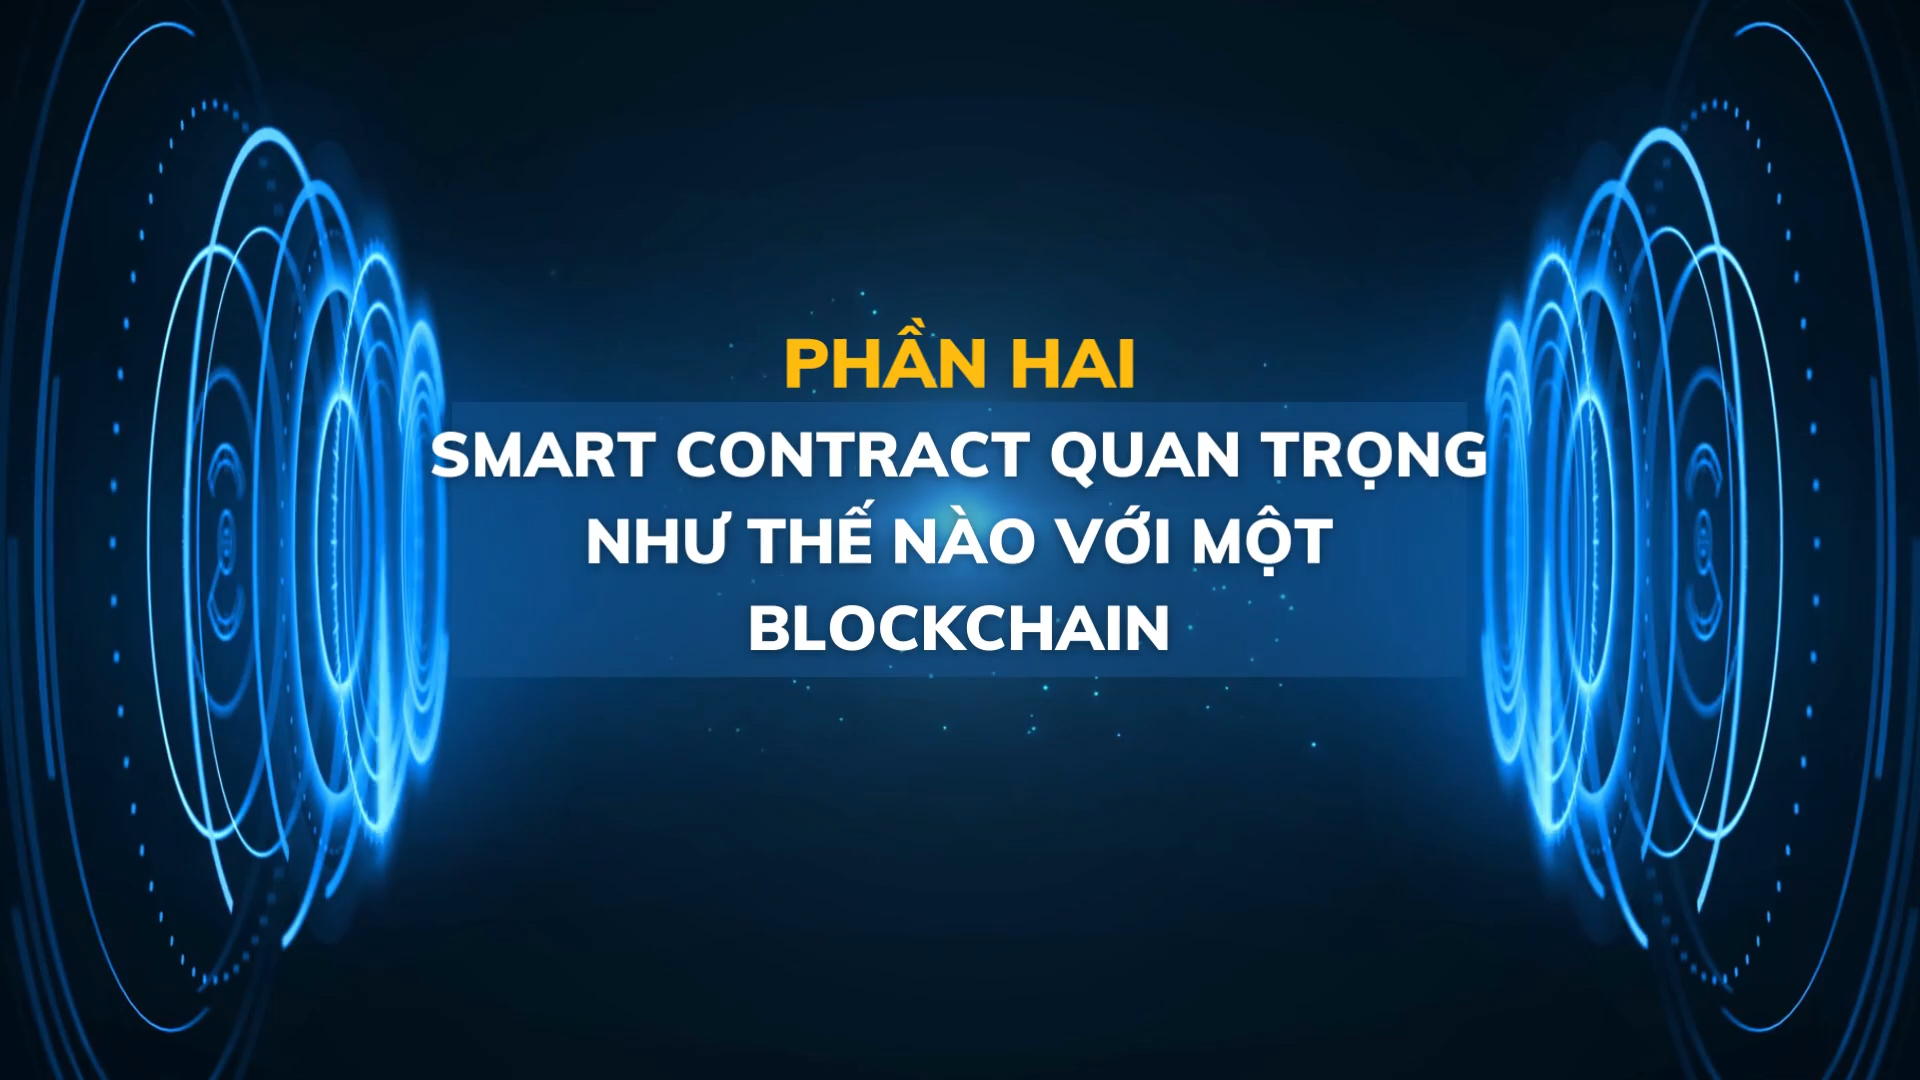 PHẦN HAI
SMART CONTRACT QUAN TRỌNG
NHƯ THẾ NÀO VỚI MỘT
BLOCKCHAIN